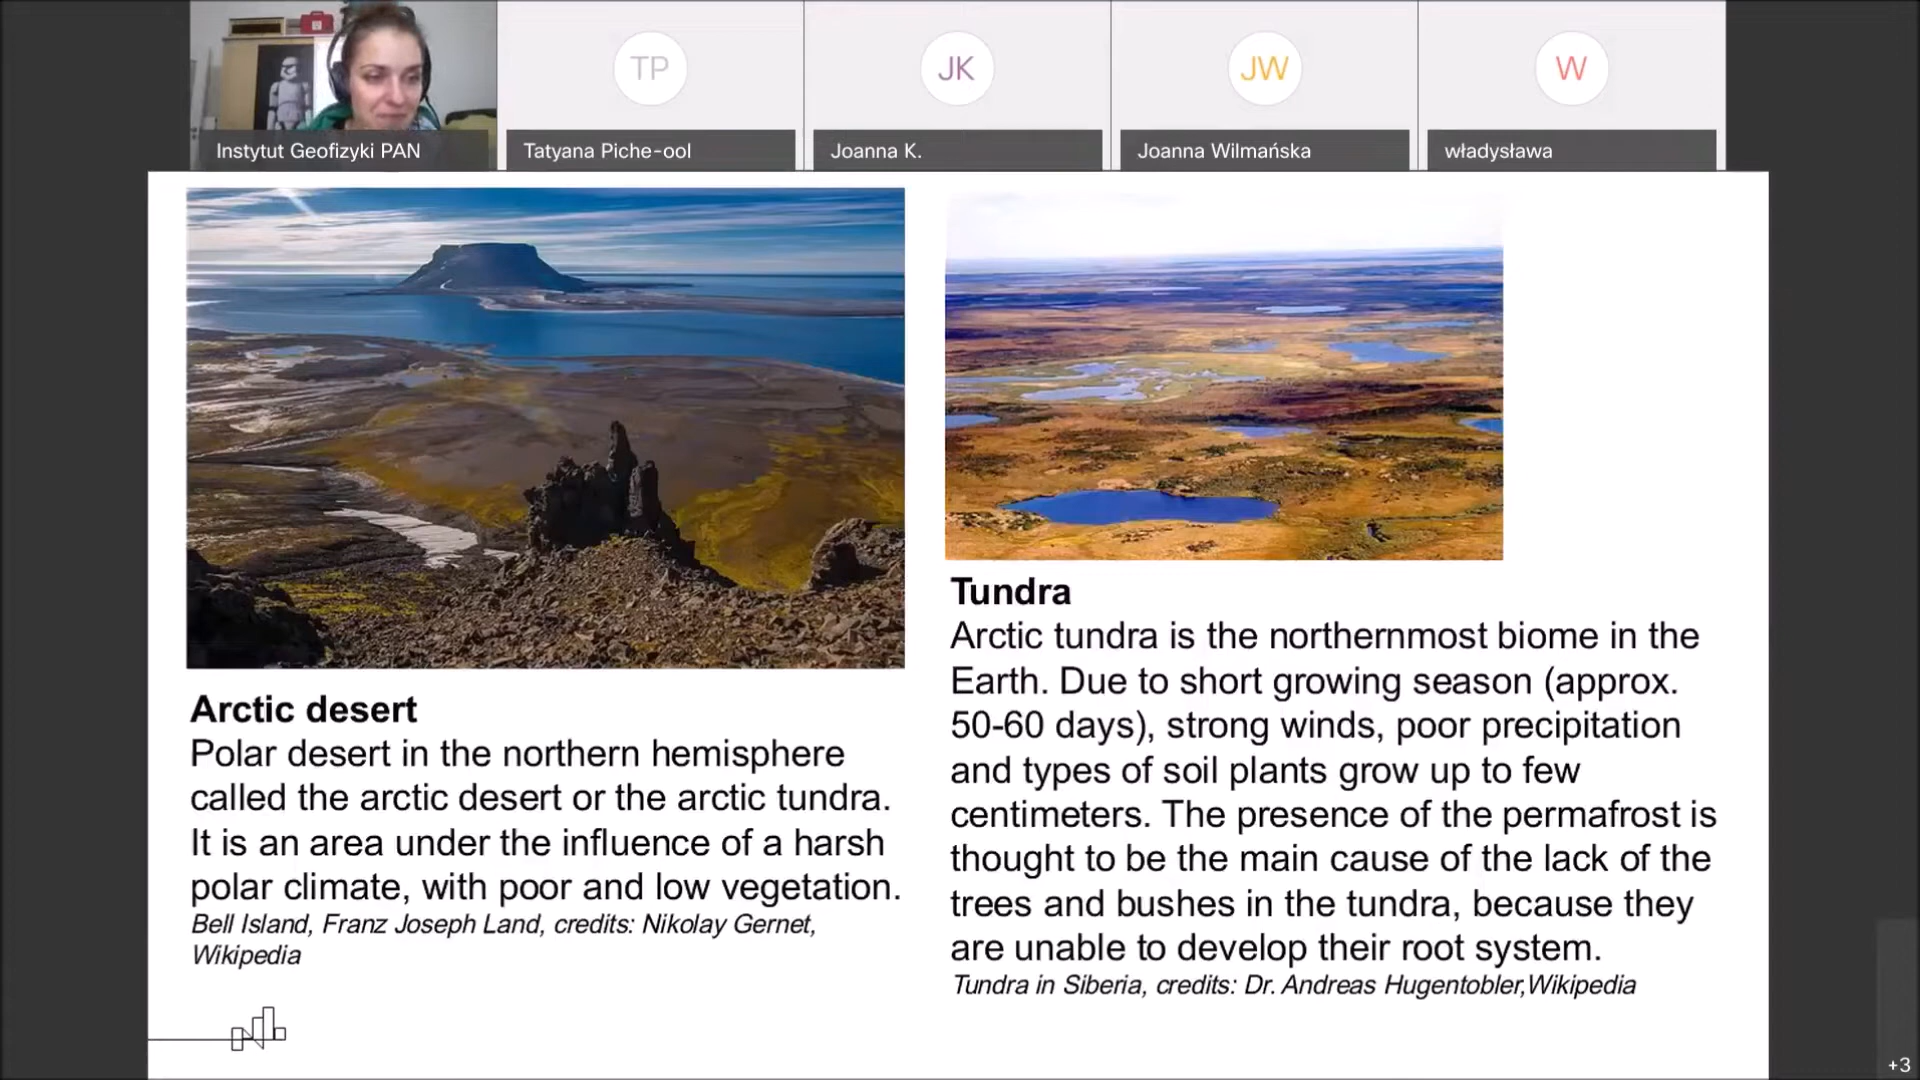 TP
JK
JW
W
Instytut Geofizyki PAN
Tatyana Piche-ool
Joanna K.
Joanna Wilmańska
władysława
Arctic desert
Polar desert in the northern hemisphere
called the arctic desert or the arctic tundra.
It is an area under the influence of a harsh
polar climate, with poor and low vegetation.
Bell Island, Franz Joseph Land, credits: Nikolay Gernet,
Wikipedia
Tundra
Arctic tundra is the northernmost biome in the
Earth. Due to short growing season (approx.
50-60 days), strong winds, poor precipitation
and types of soil plants grow up to few
centimeters. The presence of the permafrost is
thought to be the main cause of the lack of the
trees and bushes in the tundra, because they
are unable to develop their root system.
Tundra in Siberia, credits: Dr. Andreas Hugentobler,Wikipedia
+3